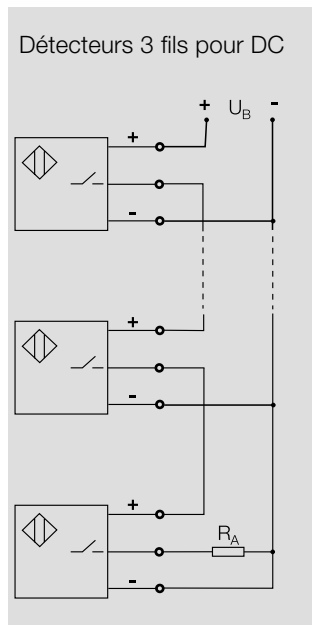 Détecteurs 3 fils pour DC
+ U_B -
+
-
+
-
+
R_A
-